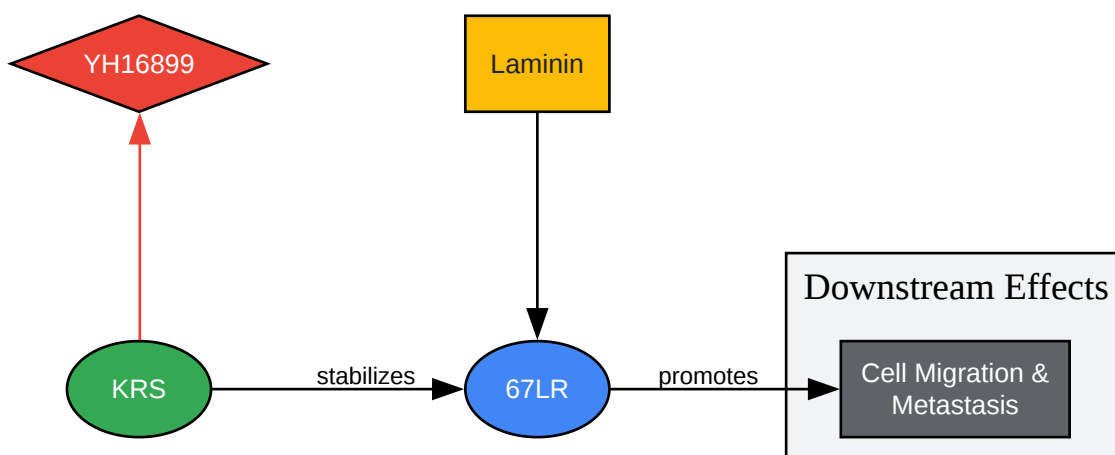 YH16899
Laminin
Downstream Effects
KRS
stabilizes
67LR
promotes
Cell Migration &
Metastasis